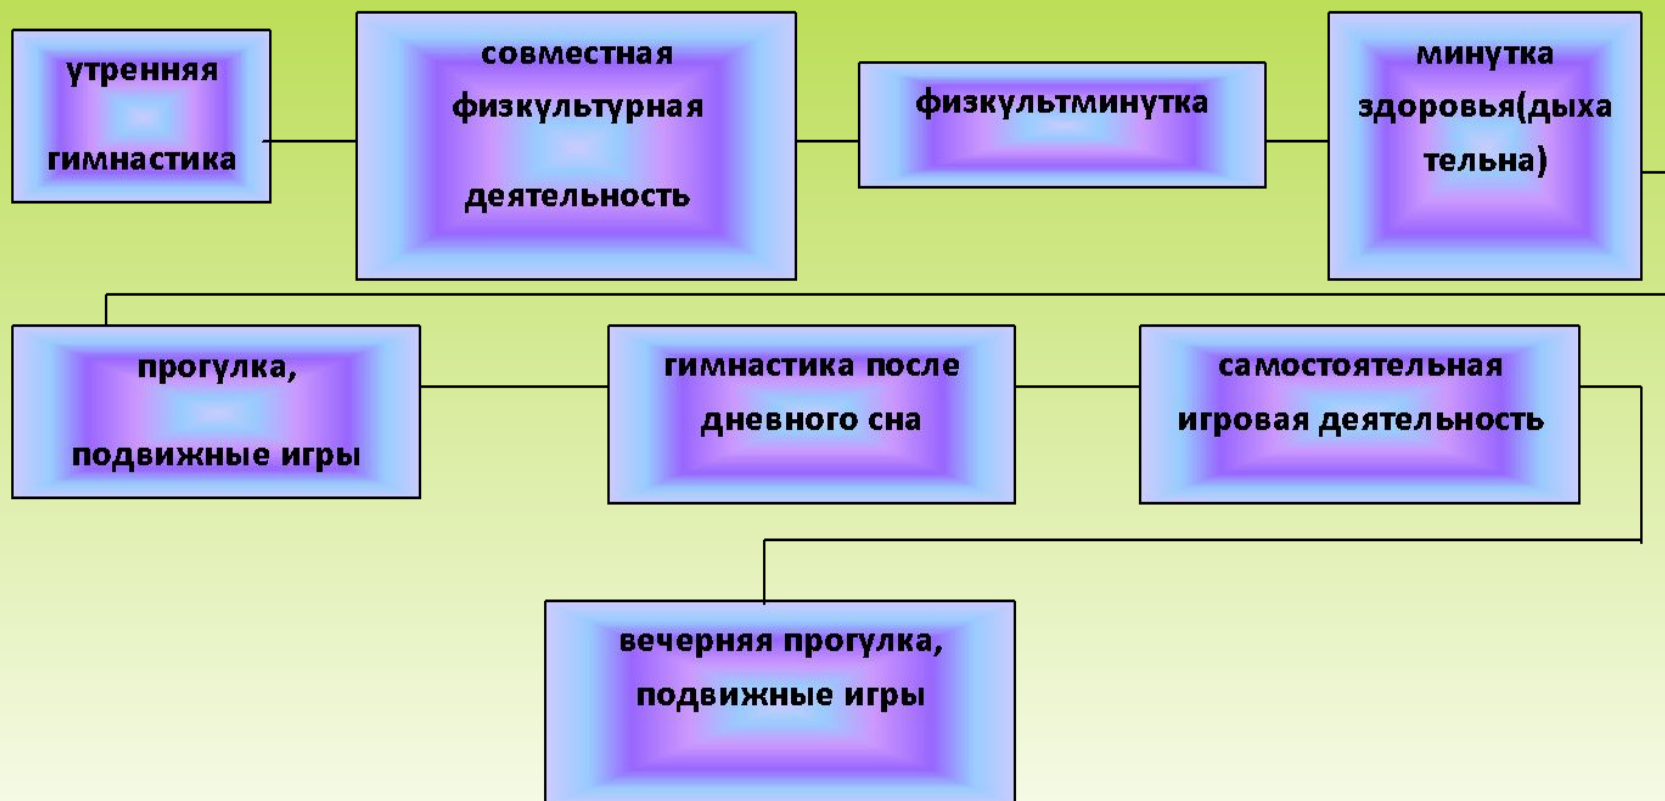 утренняя
гимнастика
совместная
физкультурная
деятельность
физкультминутка
минутка
здоровья(дыха
тельна)
прогулка,
подвижные игры
гимнастика после
дневного сна
самостоятельная
игровая деятельность
вечерняя прогулка,
подвижные игры